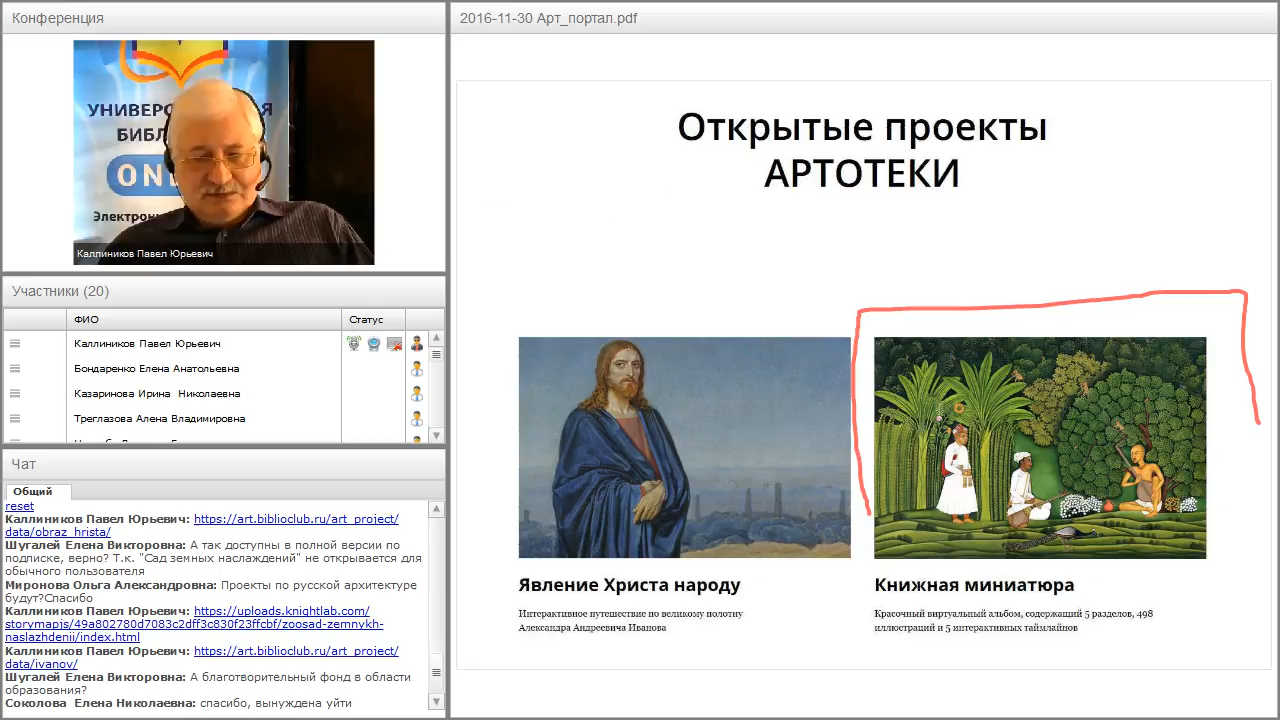 Конференция
УНИВЕРС Я
БИБЛ
ON
Электрон
Каллиников Павел Юрьевич
Участники (20)
ФИО Статус
Каллиников Павел Юрьевич
Бондаренко Елена Анатольевна
Казаринова Ирина Николаевна
Треглазова Алена Владимировна
Чат
Общий
reset
Каллиников Павел Юрьевич: https://art.biblioclub.ru/art_project/
data/obraz_hrista/
Шугалей Елена Викторовна: А так доступны в полной версии по
подписке, верно? Т.к. "Сад земных наслаждений" не открывается для
обычного пользователя
Миронова Ольга Александровна: Проекты по русской архитектуре
будут?Спасибо
Каллиников Павел Юрьевич: https://uploads.knightlab.com/
storymapjs/49a802780d7083c2dff3c830f23ffcbf/zoosad-zemnykh-
naslazhdenii/index.html
Каллиников Павел Юрьевич: https://art.biblioclub.ru/art_project/
data/ivanov/
Шугалей Елена Викторовна: А благотворительный фонд в области
образования?
Соколова Елена Николаевна: спасибо, вынуждена уйти
2016-11-30 Арт_портал.pdf
Открытые проекты
АРТОТЕКИ
Явление Христа народу
Интерактивное путешествие по великому полотну
Александра Андреевича Иванова
Книжная миниатюра
Красочный виртуальный альбом, содержащий 5 разделов, 498
иллюстраций и 5 интерактивных таймлайнов